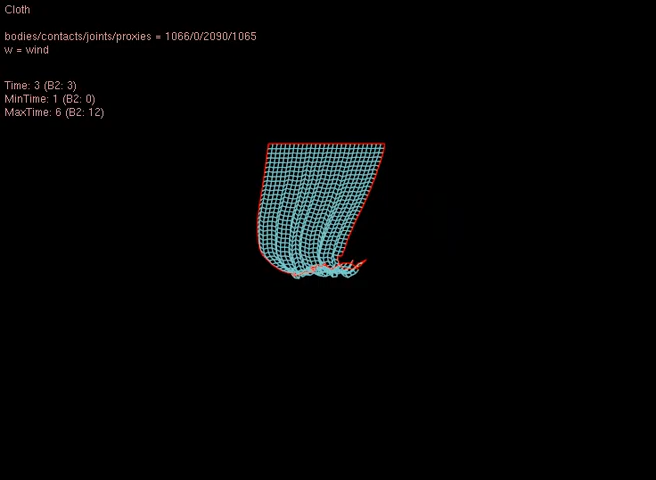 Cloth
bodies/contacts/joints/proxies = 1066/0/2090/1065
w = wind
Time: 3 (B2: 3)
MinTime: 1 (B2: 0)
MaxTime: 6 (B2: 12)